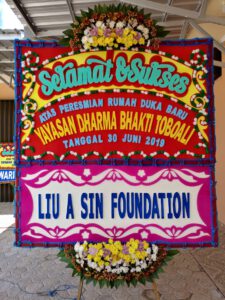 Selamat & Sukses
ATAS PERESMIAN RUMAH DUKA BARU
YAYASAN DHARMA BHAKTI TOBOALI
TANGGAL 30 JUNI 2019
LIU A SIN FOUNDATION